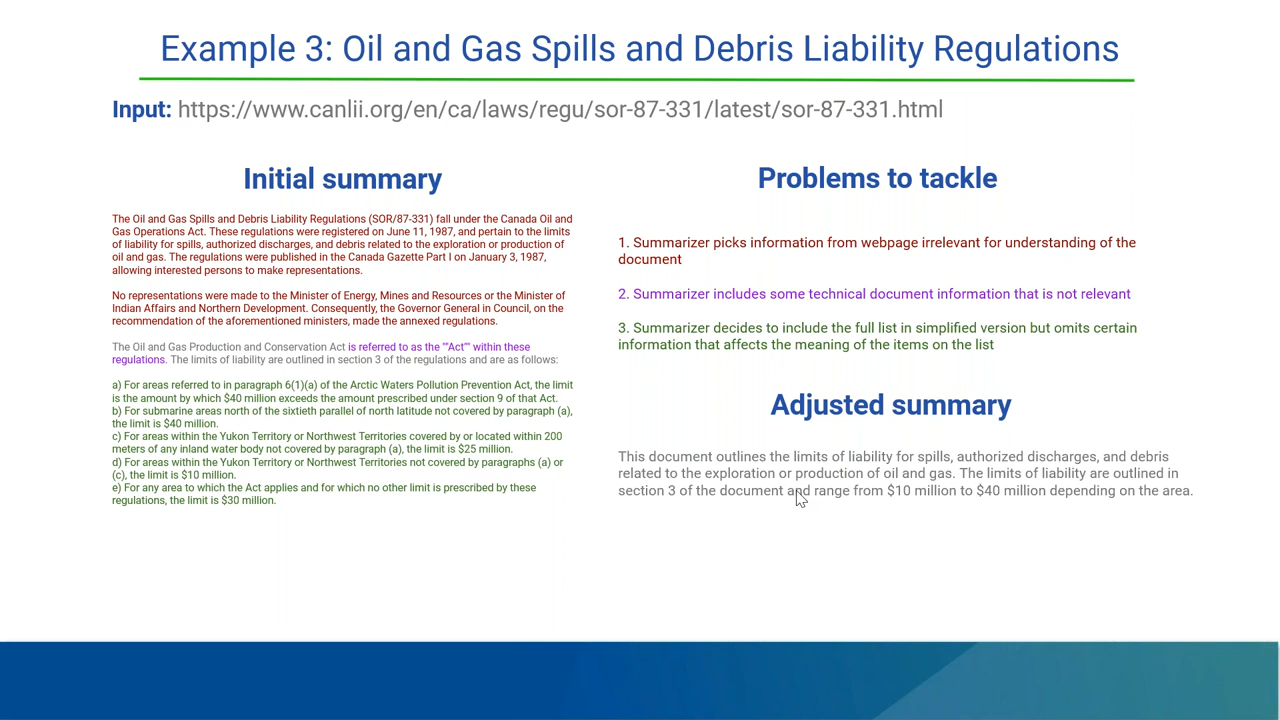 Example 3: Oil and Gas Spills and Debris Liability Regulations
Input: https://www.canlii.org/en/ca/laws/regu/sor-87-331/latest/sor-87-331.html
Initial summary
The Oil and Gas Spills and Debris Liability Regulations (SOR/87-331) fall under the Canada Oil and
Gas Operations Act. These regulations were registered on June 11, 1987, and pertain to the limits
of liability for spills, authorized discharges, and debris related to the exploration or production of
oil and gas. The regulations were published in the Canada Gazette Part I on January 3, 1987,
allowing interested persons to make representations.
No representations were made to the Minister of Energy, Mines and Resources or the Minister of
Indian Affairs and Northern Development. Consequently, the Governor General in Council, on the
recommendation of the aforementioned ministers, made the annexed regulations.
The Oil and Gas Production and Conservation Act is referred to as the ""Act"" within these
regulations. The limits of liability are outlined in section 3 of the regulations and are as follows:
a) For areas referred to in paragraph 6(1)(a) of the Arctic Waters Pollution Prevention Act, the limit
is the amount by which $40 million exceeds the amount prescribed under section 9 of that Act.
b) For submarine areas north of the sixtieth parallel of north latitude not covered by paragraph (a),
the limit is $40 million.
c) For areas within the Yukon Territory or Northwest Territories covered by or located within 200
meters of any inland water body not covered by paragraph (a), the limit is $25 million.
d) For areas within the Yukon Territory or Northwest Territories not covered by paragraphs (a) or
(c), the limit is $10 million.
e) For any area to which the Act applies and for which no other limit is prescribed by these
regulations, the limit is $30 million.
Problems to tackle
1. Summarizer picks information from webpage irrelevant for understanding of the
document
2. Summarizer includes some technical document information that is not relevant
3. Summarizer decides to include the full list in simplified version but omits certain
information that affects the meaning of the items on the list
Adjusted summary
This document outlines the limits of liability for spills, authorized discharges, and debris
related to the exploration or production of oil and gas. The limits of liability are outlined in
section 3 of the document and range from $10 million to $40 million depending on the area.